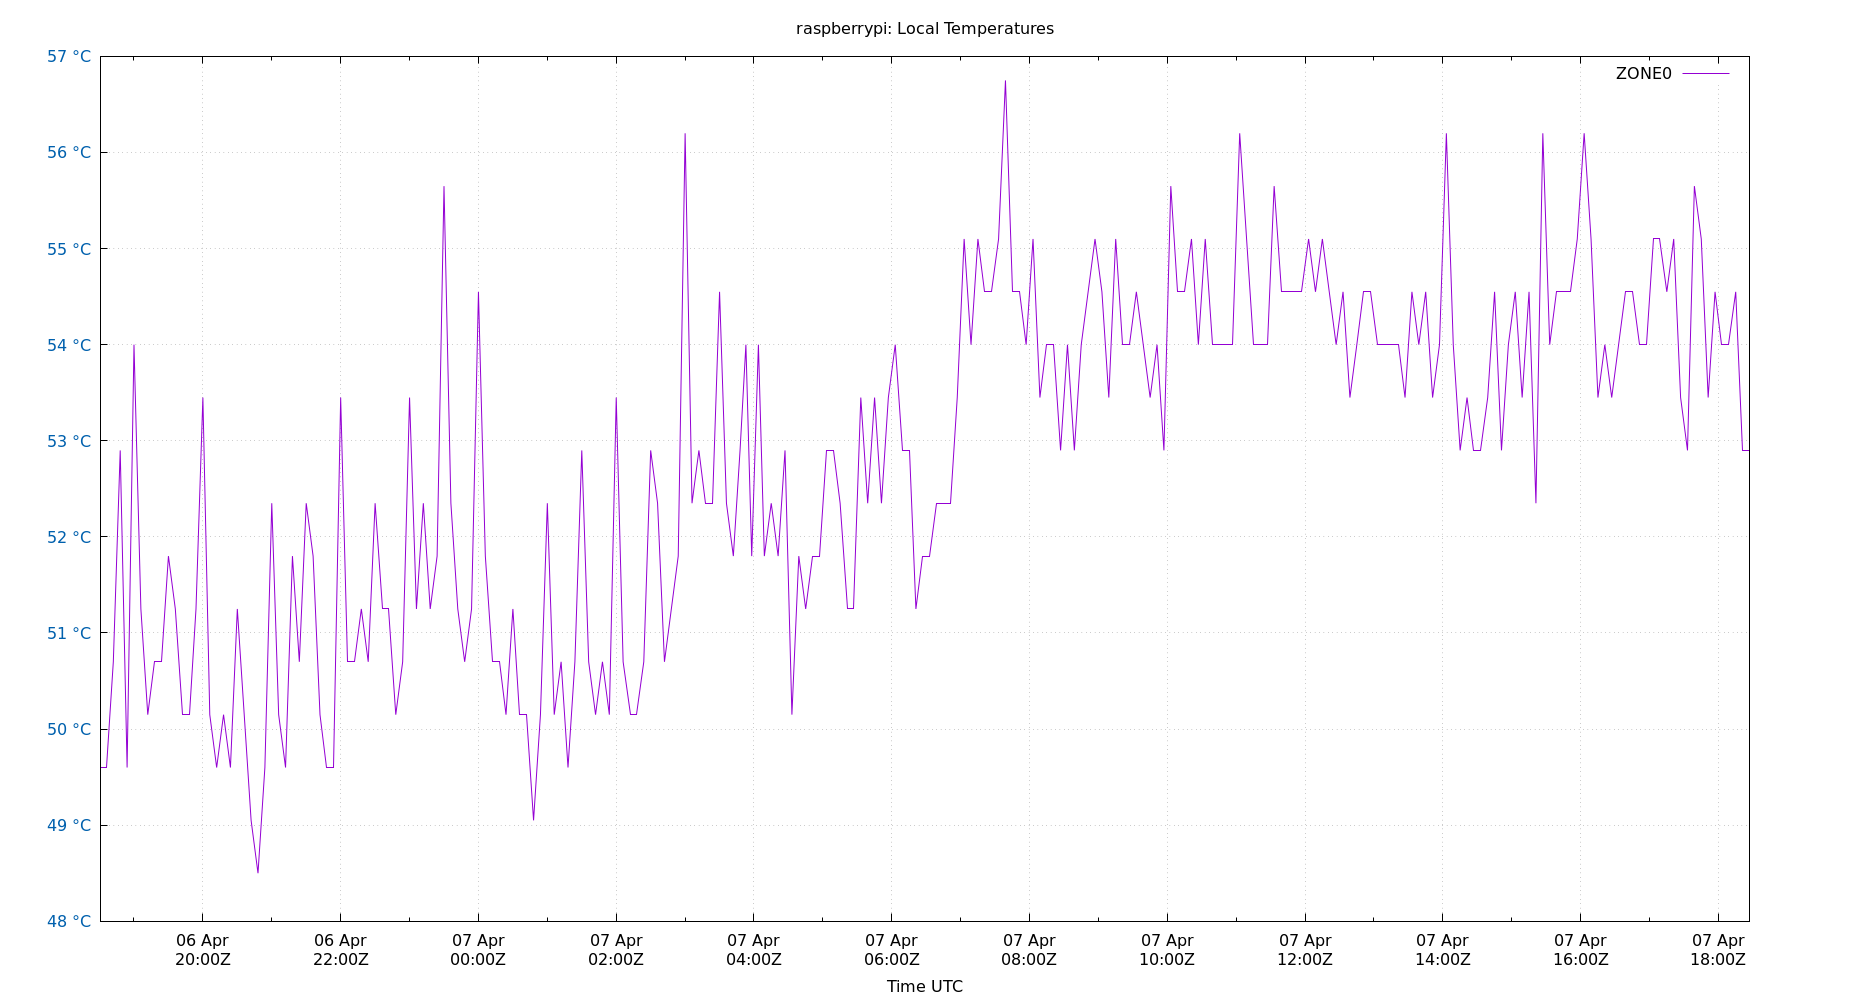 raspberrypi: Local Temperatures
57 °C
ZONE0
56 °C
55 °C
54 °C
53 °C
52 °C
51 °C
50 °C
49 °C
48 °C
06 Apr 06 Apr 07 Apr 07 Apr 07 Apr 07 Apr 07 Apr 07 Apr 07 Apr 07 Apr 07 Apr 07 Apr
20:00Z 22:00Z 00:00Z 02:00Z 04:00Z 06:00Z 08:00Z 10:00Z 12:00Z 14:00Z 16:00Z 18:00Z
Time UTC